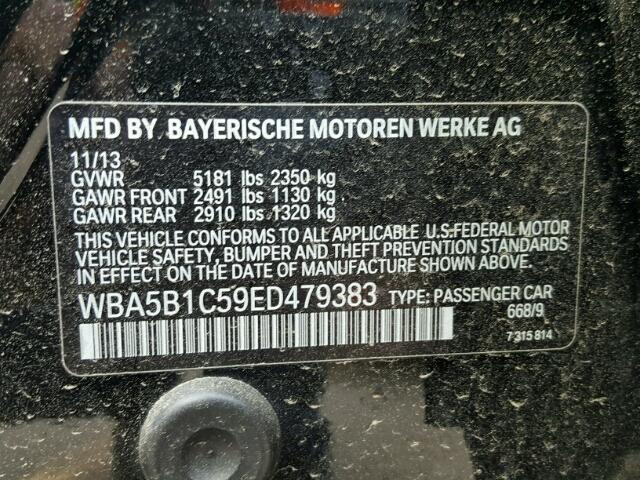 MFD BY BAYERISCHE MOTOREN WERKE AG
11/13
GVWR 5181 lbs 2350 kg
GAWR FRONT 2491 lbs 1130 kg
GAWR REAR 2910 lbs 1320 kg
THIS VEHICLE CONFORMS TO ALL APPLICABLE U.S.FEDERAL MOTOR
VEHICLE SAFETY, BUMPER AND THEFT PREVENTION STANDARDS
IN EFFECT ON THE DATE OF MANUFACTURE SHOWN ABOVE.
WBA5B1C59ED479383 TYPE: PASSENGER CAR
668/9
7 315 814